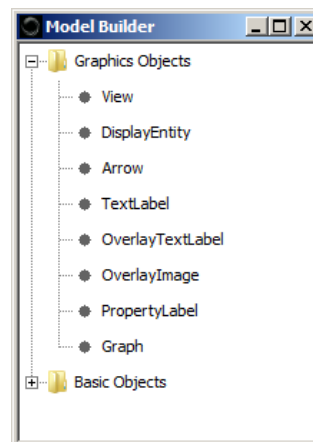 Model Builder
Graphics Objects
View
DisplayEntity
Arrow
TextLabel
OverlayTextLabel
OverlayImage
PropertyLabel
Graph
Basic Objects